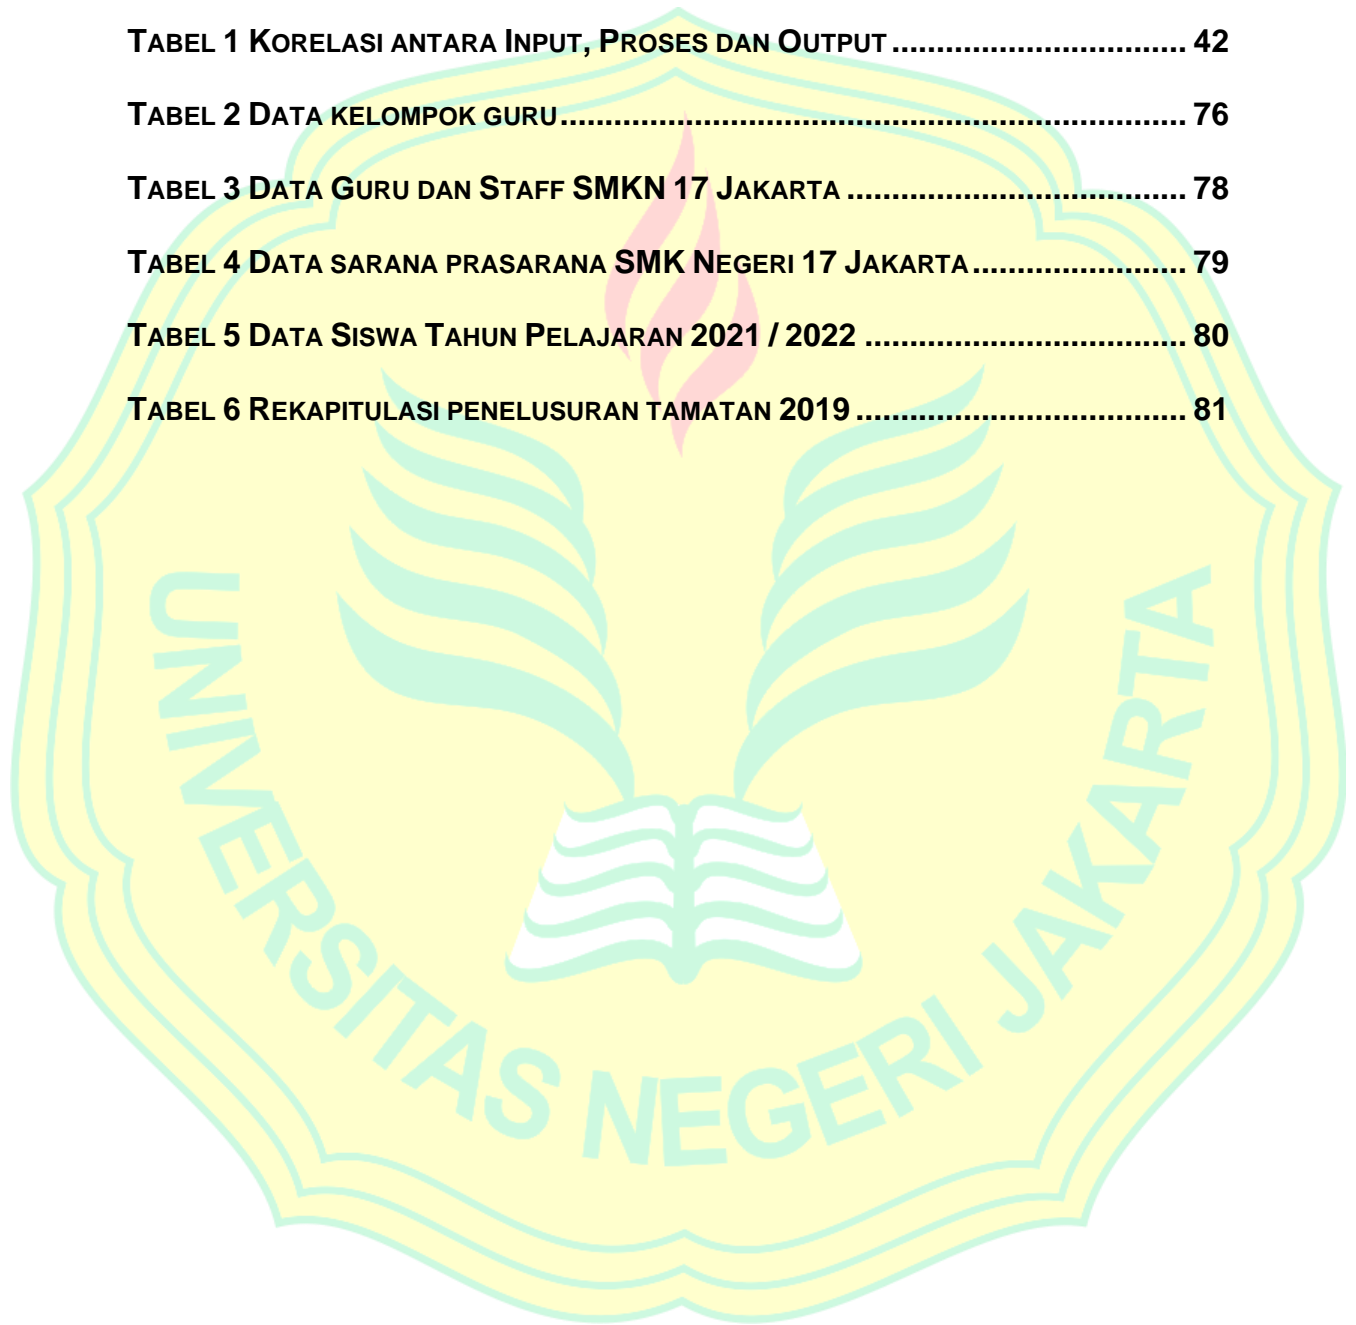 TABEL 1 KORELASI ANTARA INPUT, PROSES DAN OUTPUT ................................. 42
TABEL 2 DATA KELOMPOK GURU...................................................................... 76
TABEL 3 DATA GURU DAN STAFF SMKN 17 JAKARTA ...................................... 78
TABEL 4 DATA SARANA PRASARANA SMK NEGERI 17 JAKARTA........................ 79
TABEL 5 DATA SISWA TAHUN PELAJARAN 2021 / 2022 .................................... 80
TABEL 6 REKAPITULASI PENELUSURAN TAMATAN 2019 ..................................... 81
UNIVERSITAS NEGERI JAKARTA